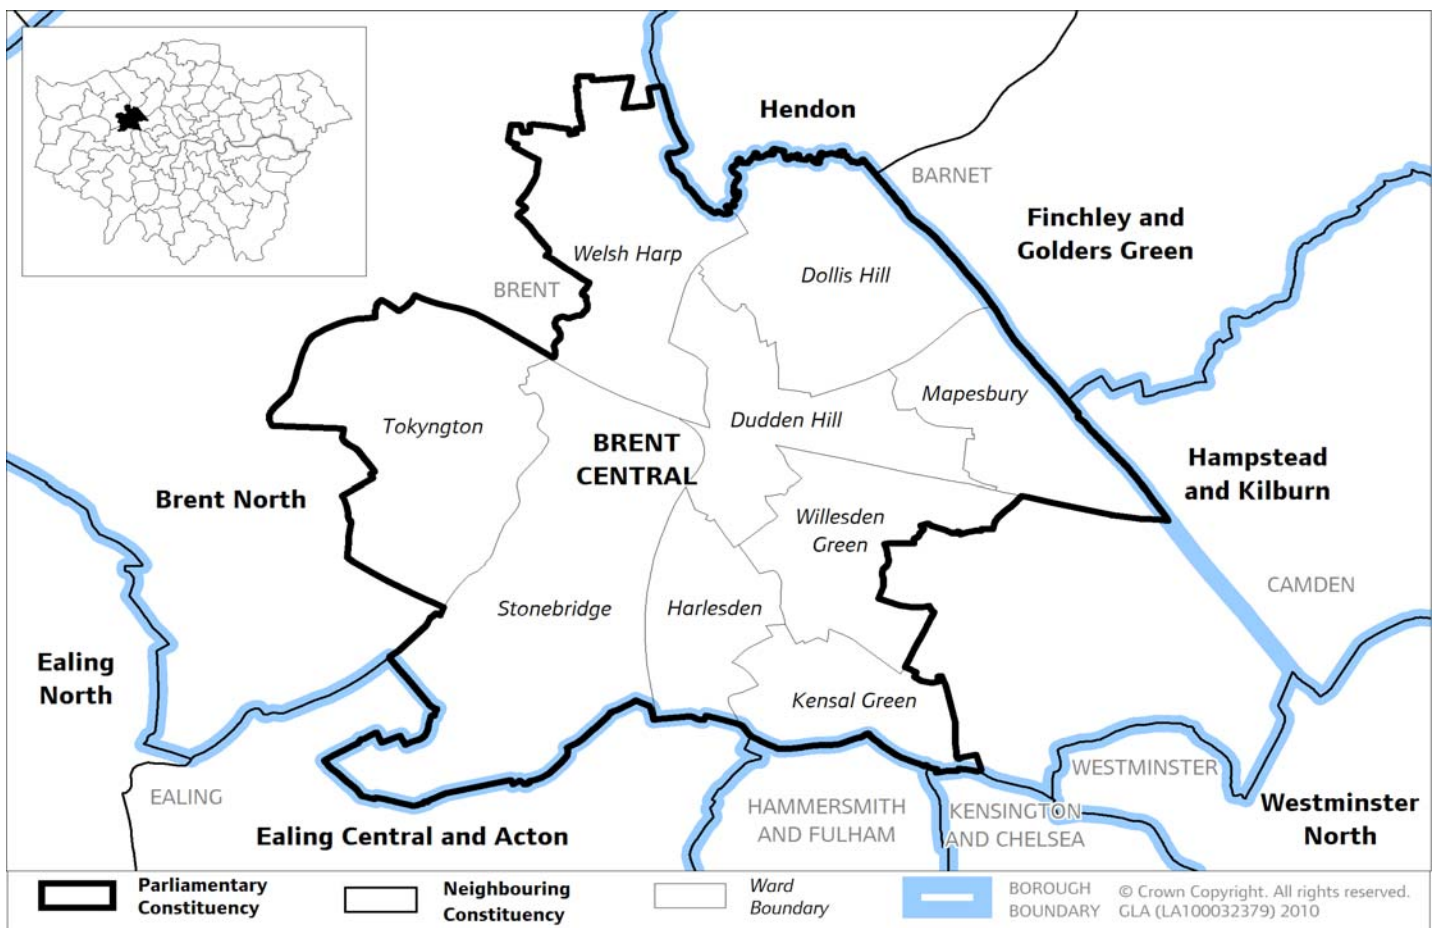 Hendon
BARNET
Finchley and
Golders Green
Welsh Harp
Dollis Hill
BRENT
Mapesbury
Tokyngton
Dudden Hill
BRENT
CENTRAL
Hampstead
and Kilburn
Brent North
Willesden
Green
CAMDEN
Stonebridge
Harlesden
Ealing
North
Kensal Green
WESTMINSTER
EALING
HAMMERSMITH
AND FULHAM
KENSINGTON
AND CHELSEA
Westminster
North
Ealing Central and Acton
Parliamentary
Constituency
Neighbouring
Constituency
Ward
Boundary
BOROUGH
BOUNDARY
© Crown Copyright. All rights reserved.
GLA (LA100032379) 2010